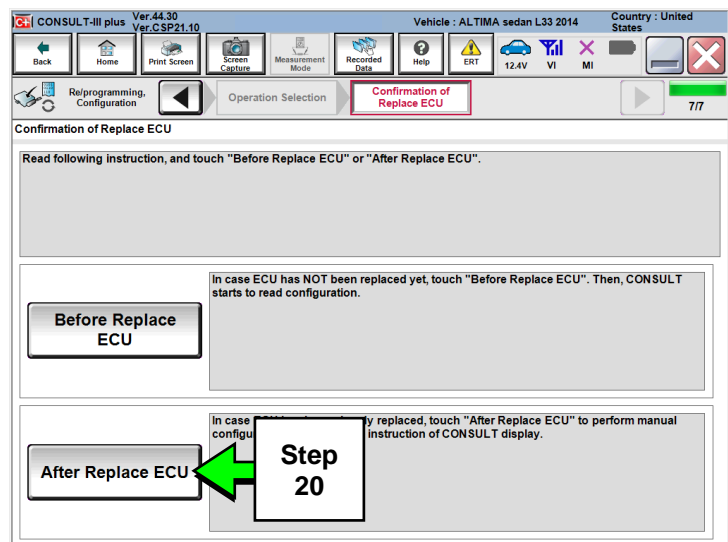 CONSULT-III plus Ver.44.30
Ver.CSP21.10
Vehicle : ALTIMA sedan L33 2014
Country : United
States
Back
Home
Print Screen
Screen
Capture
Measurement
Mode
Recorded
Data
Help
ERT
12.4V
VI
MI
Re/programming,
Configuration
Operation Selection
Confirmation of
Replace ECU
7/7
Confirmation of Replace ECU
Read following instruction, and touch "Before Replace ECU" or "After Replace ECU".
Before Replace
ECU
In case ECU has NOT been replaced yet, touch "Before Replace ECU". Then, CONSULT
starts to read configuration.
After Replace ECU
In case replaced, touch "After Replace ECU" to perform manual
instruction of CONSULT display.
Step
20